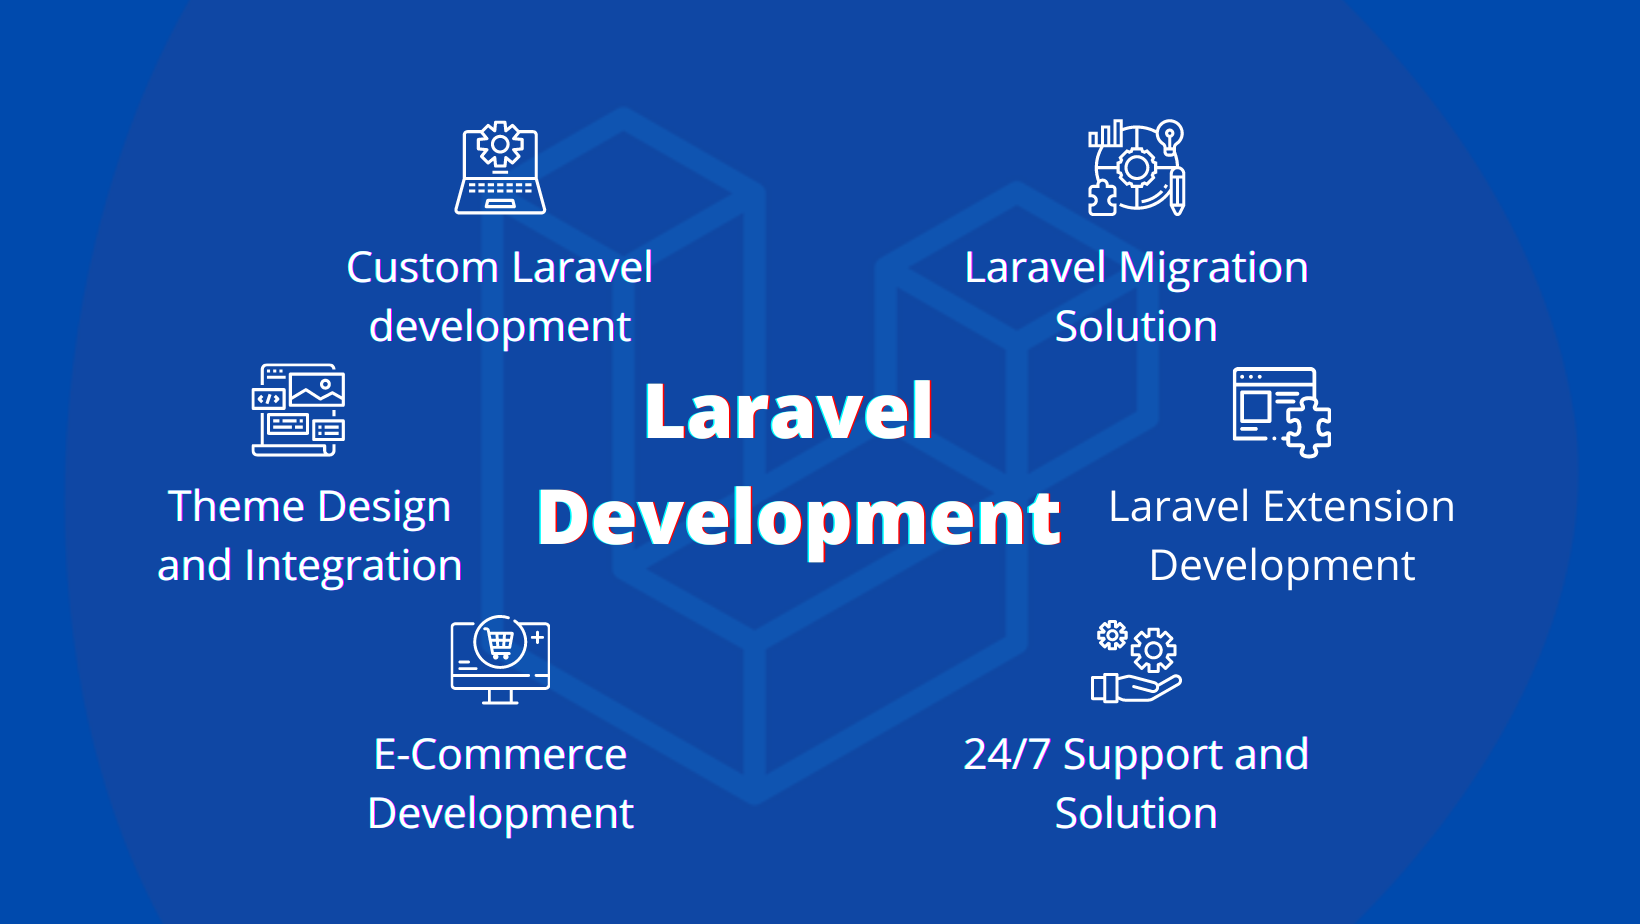 Custom Laravel
development
Laravel Migration
Solution
Laravel
Development
Theme Design
and Integration
Laravel Extension
Development
E-Commerce
Development
24/7 Support and
Solution